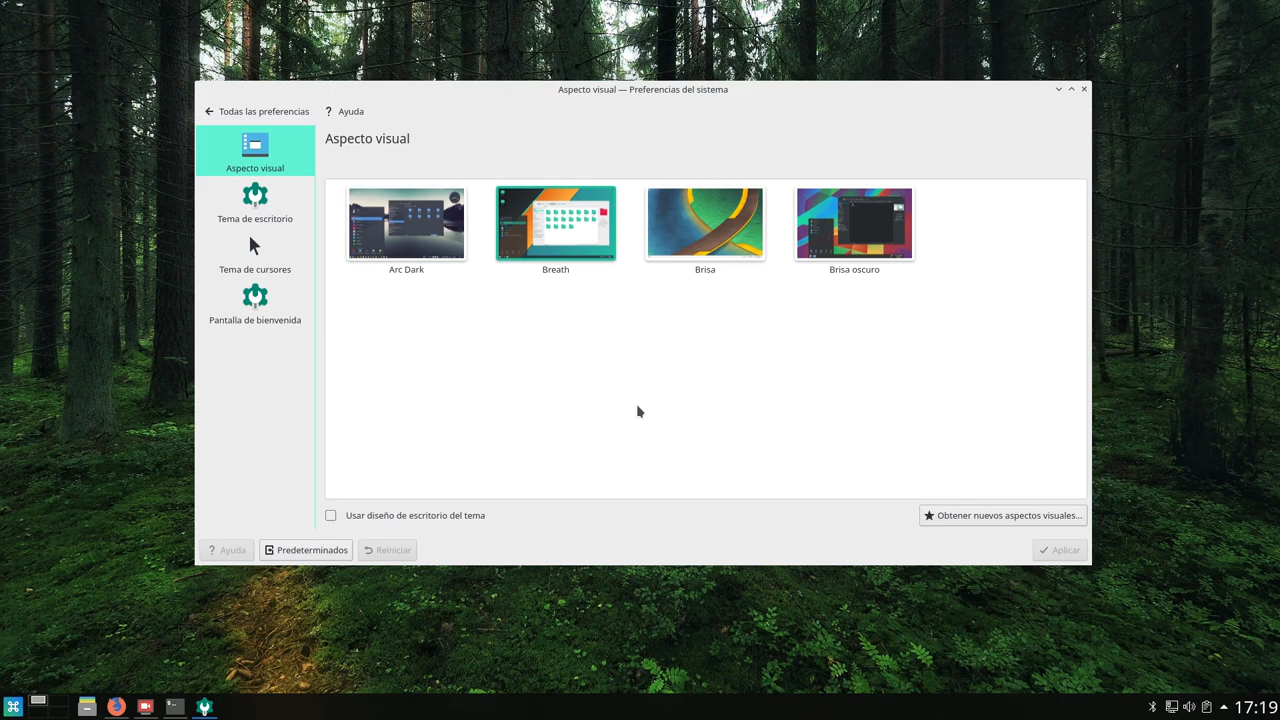 Aspecto visual — Preferencias del sistema
Todas las preferencias
? Ayuda
Aspecto visual
Aspecto visual
Tema de escritorio
Tema de cursores
Pantalla de bienvenida
Arc Dark
Breath
Brisa
Brisa oscuro
Usar diseño de escritorio del tema
Obtener nuevos aspectos visuales...
? Ayuda
Predeterminados
Reiniciar
Aplicar
17:19